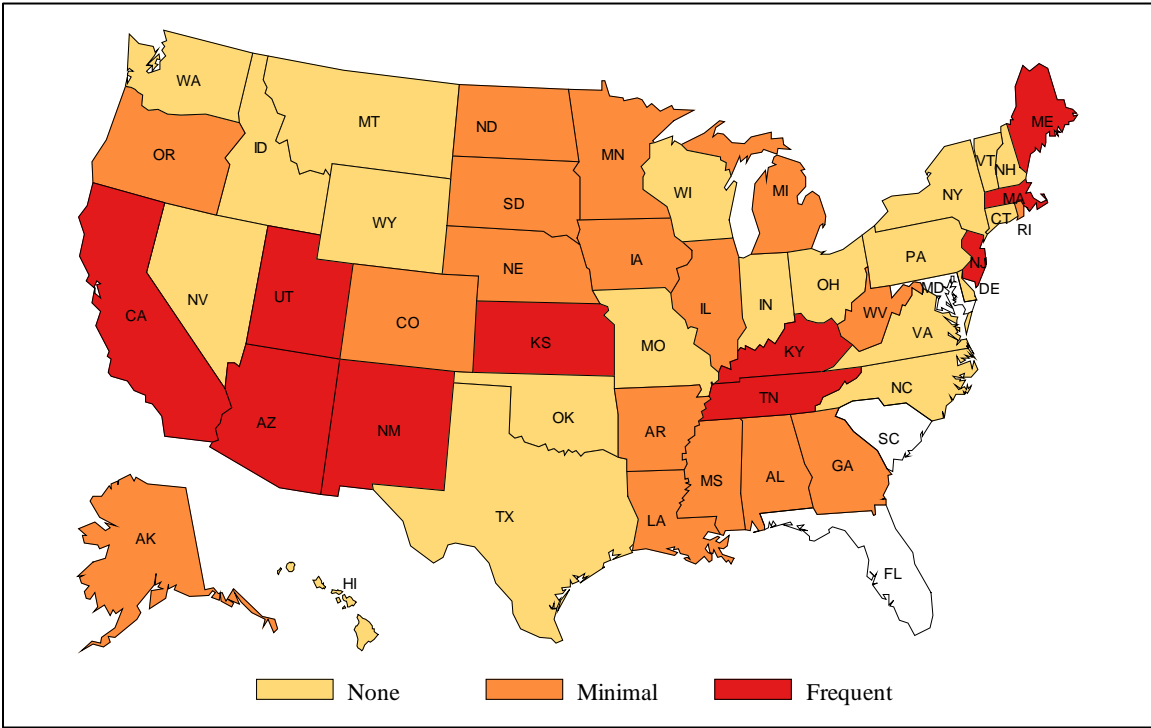 WA
MT
ND
MN
ME
OR
ID
VT
NH
WI
MI
NY
MA
SD
CT
WY
RI
IA
PA
NE
NJ
OH
MD
DE
UT
NV
IN
IL
WV
CA
CO
VA
KS
MO
KY
NC
TN
OK
AZ
NM
AR
SC
GA
MS
AL
TX
LA
AK
FL
HI
None
Minimal
Frequent